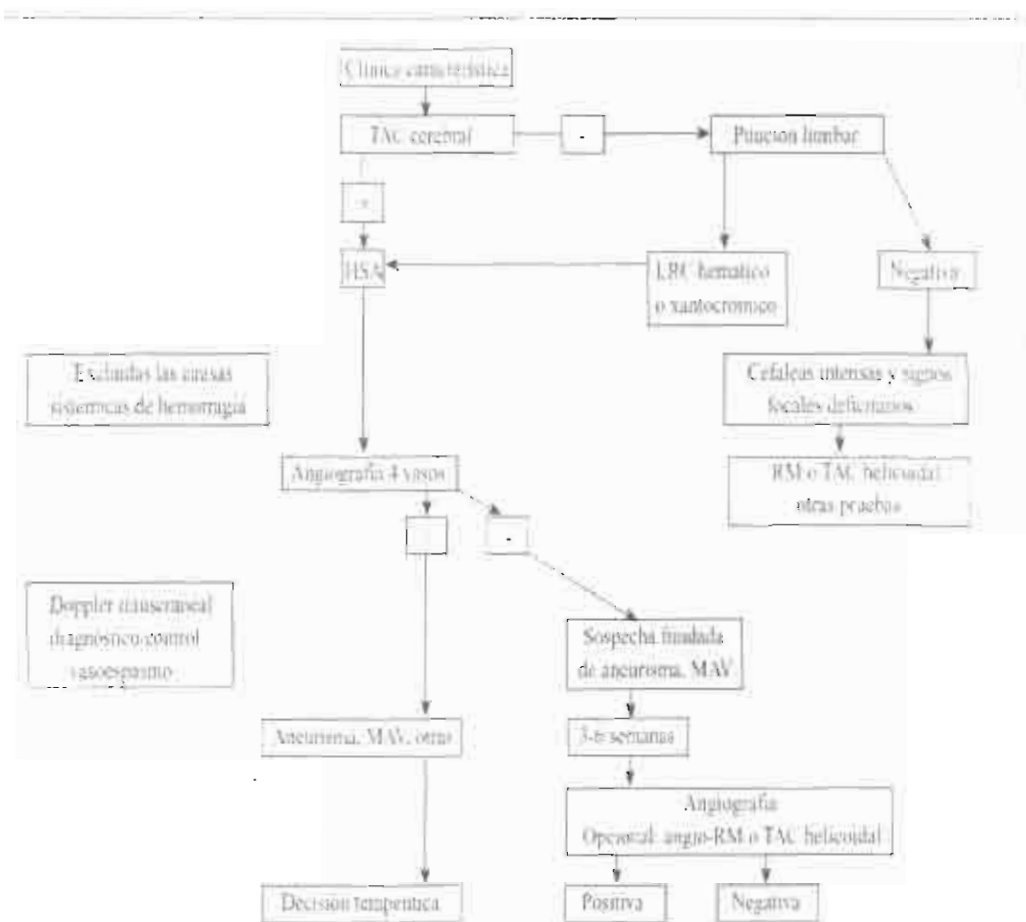 Clínica característica
TAC cerebral
-
Punción lumbar
+
HSA
LRC hemático
o xantocrómico
Negativa
Excluidas las causas
sistémicas de hemorragia
Cefaleas intensas y signos
focales deficitarios
Angiografía 4 vasos
RM o TAC helicoidal
otras pruebas
-
Doppler transcraneal
diagnóstico-control
vasoespasmo
Sospecha fundada
de aneurisma, MAV
Aneurisma, MAV, otras
3-6 semanas
Angiografía
Opcional: angio-RM o TAC helicoidal
Decisión terapéutica
Positiva
Negativa